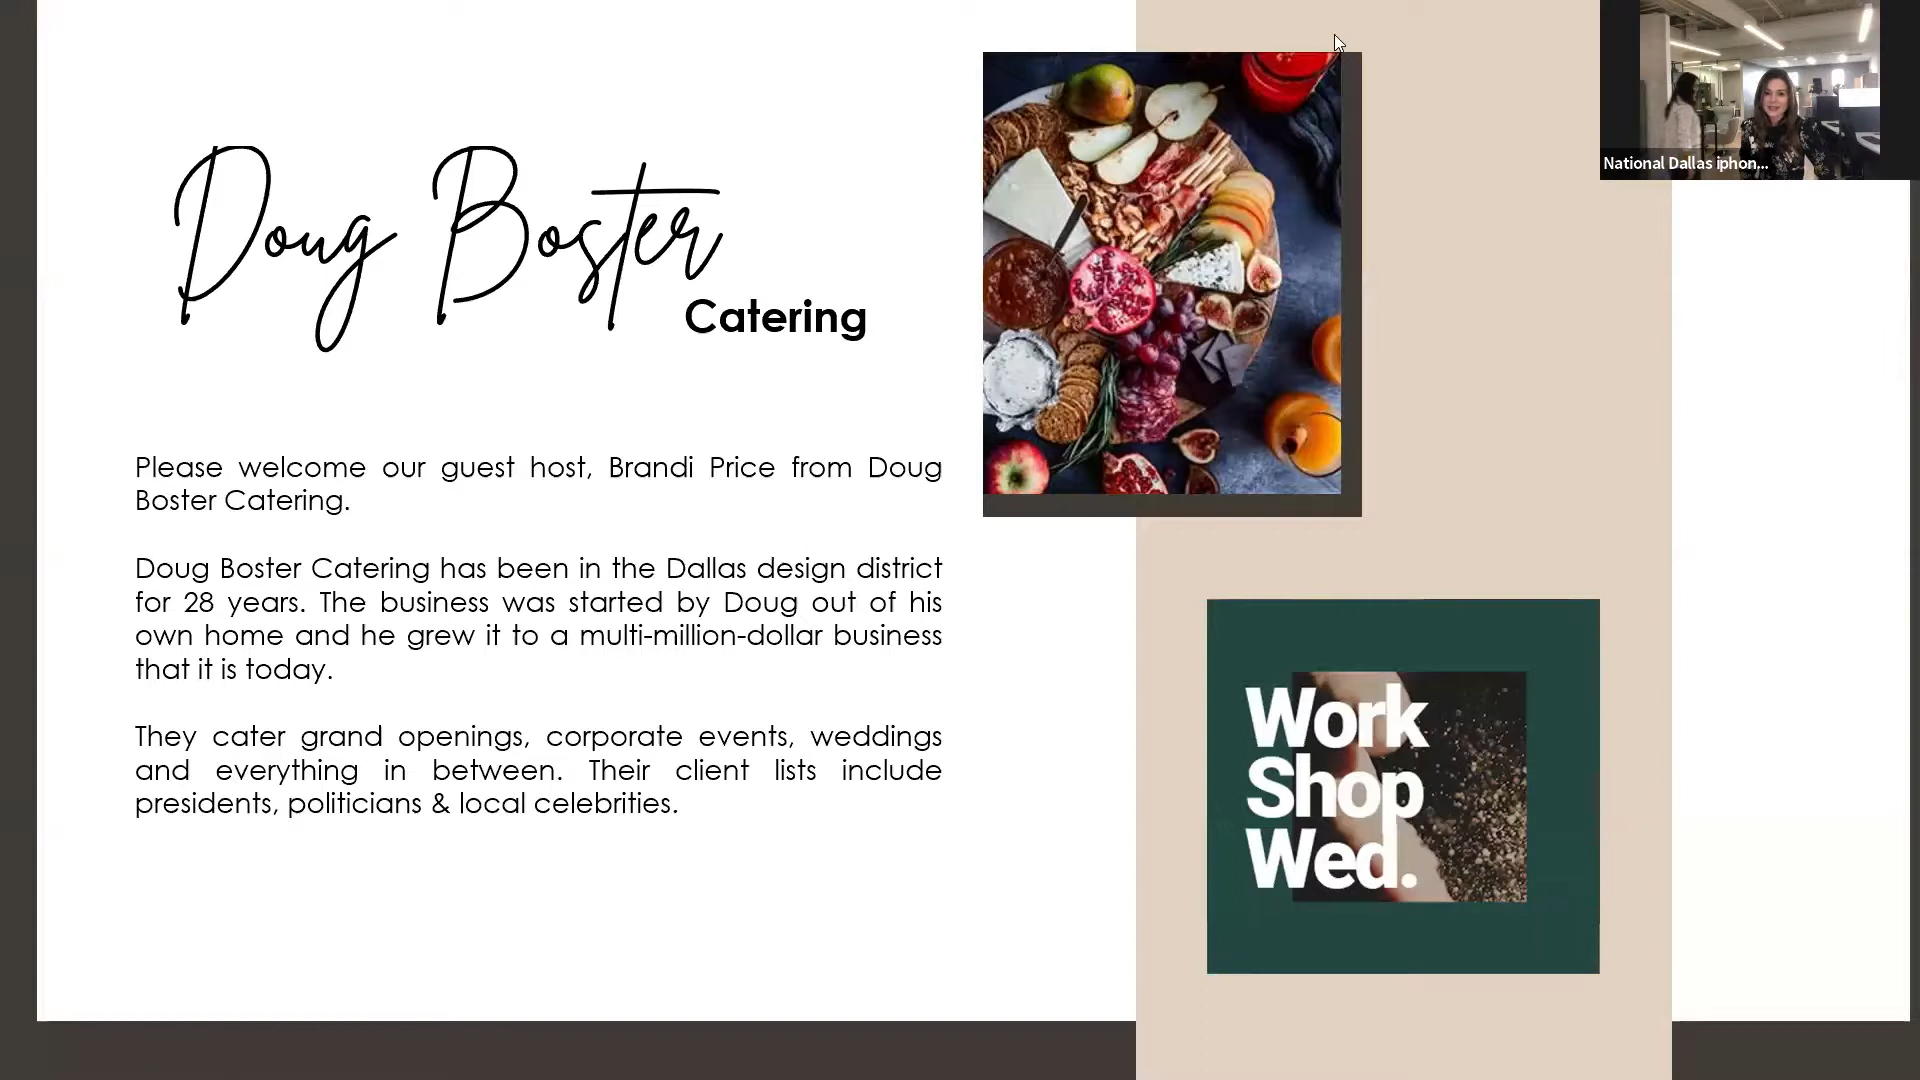 Doug Boster
Catering
Please welcome our guest host, Brandi Price from Doug
Boster Catering.
Doug Boster Catering has been in the Dallas design district
for 28 years. The business was started by Doug out of his
own home and he grew it to a multi-million-dollar business
that it is today.
They cater grand openings, corporate events, weddings
and everything in between. Their client lists include
presidents, politicians & local celebrities.
National Dallas iphon...
Work
Shop
Wed.